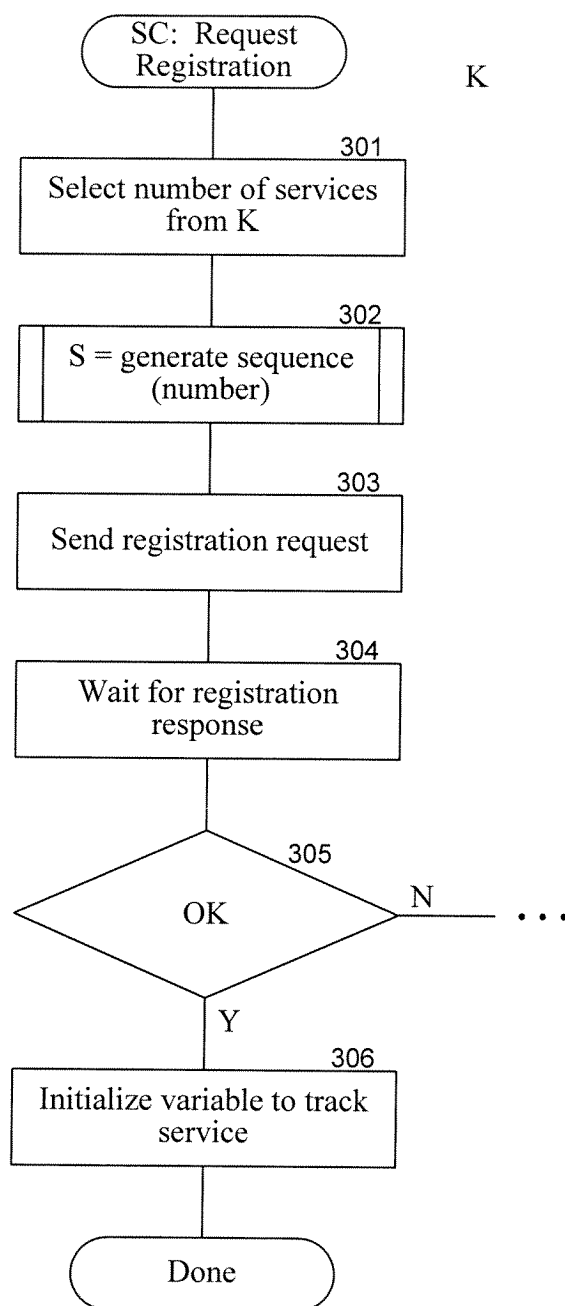 SC: Request
Registration
K
301
Select number of services
from K
302
S = generate sequence
(number)
303
Send registration request
304
Wait for registration
response
305
OK
N
...
Y
306
Initialize variable to track
service
Done